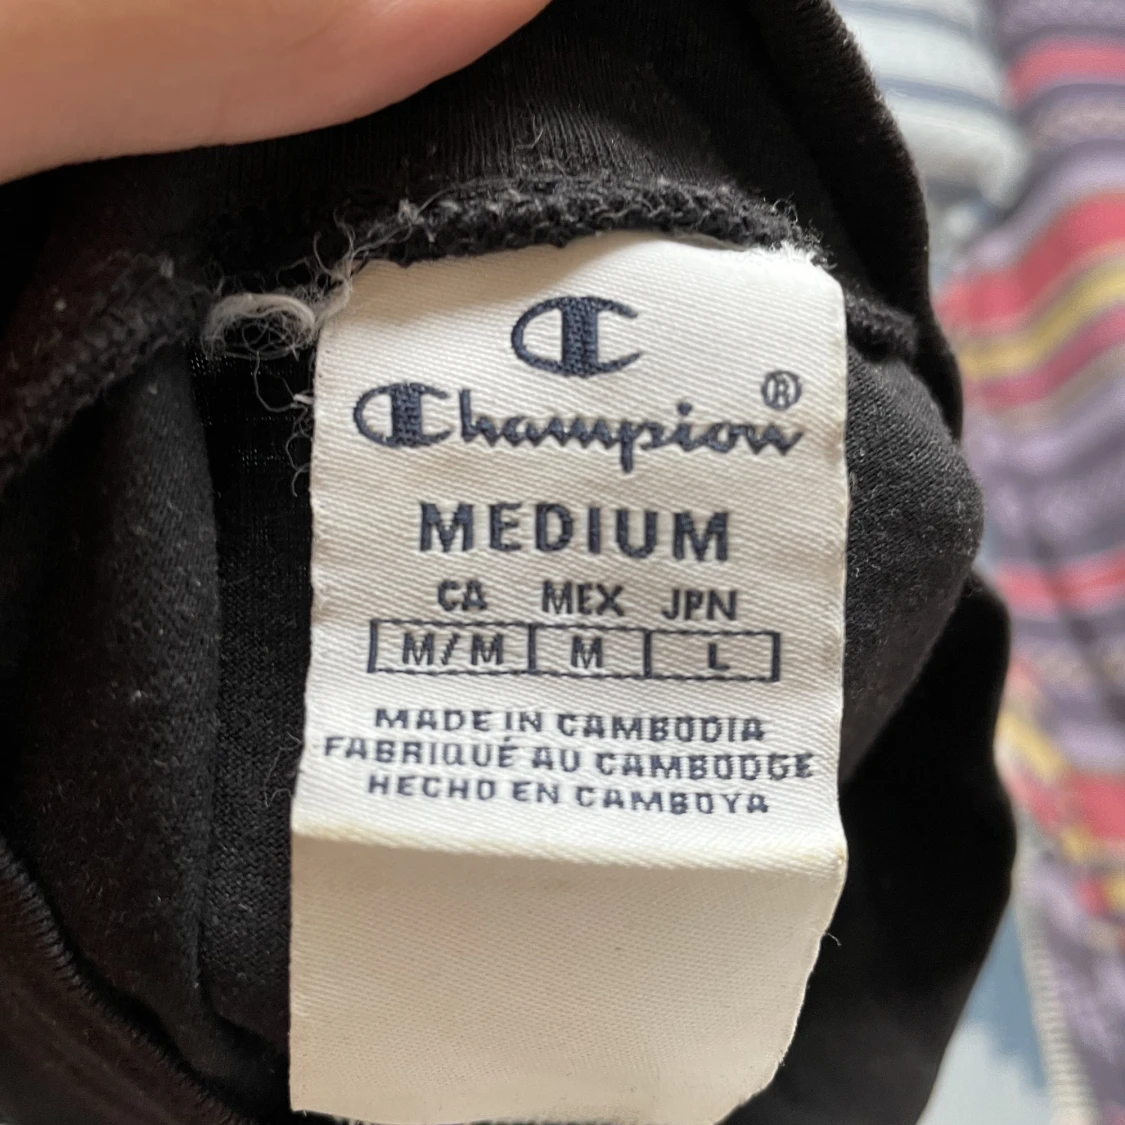 C
Champion®
MEDIUM
CA MEX JPN
M/M M L
MADE IN CAMBODIA
FABRIQUÉ AU CAMBODGE
HECHO EN CAMBOYA